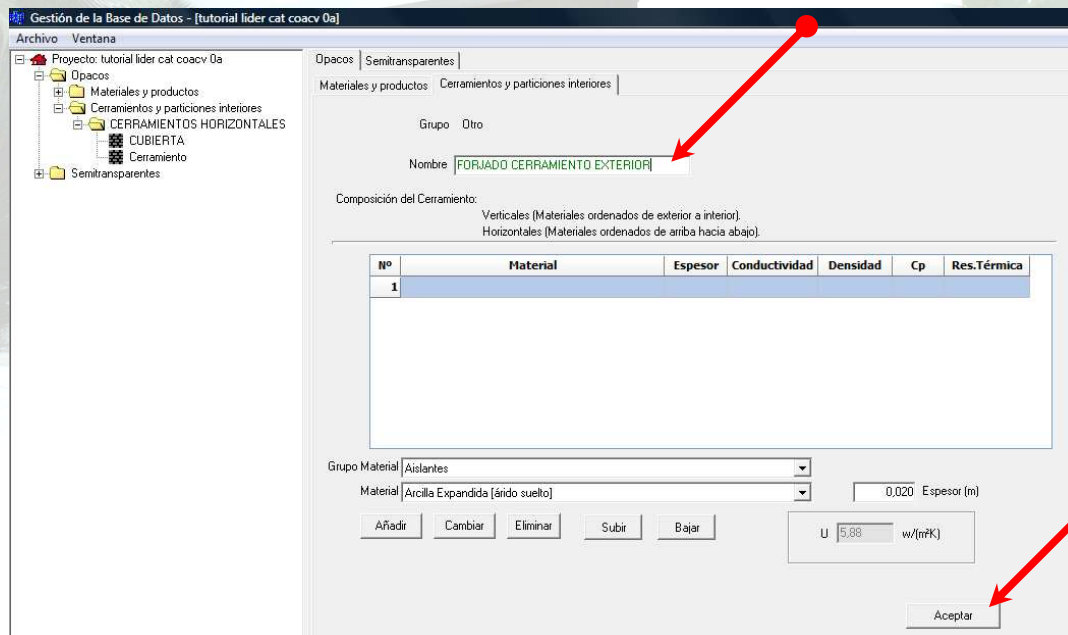 Gestión de la Base de Datos - [tutorial lider cat coacv 0a]
Archivo Ventana
Proyecto: tutorial lider cat coacv 0a
Opacos
Materiales y productos
Cerramientos y particiones interiores
CERRAMIENTOS HORIZONTALES
CUBIERTA
Cerramiento
Semitransparentes
Opacos Semitransparentes
Materiales y productos Cerramientos y particiones interiores
Grupo Otro
Nombre FORJADO CERRAMIENTO EXTERIOR
Composición del Cerramiento:
Verticales (Materiales ordenados de exterior a interior).
Horizontales (Materiales ordenados de arriba hacia abajo).
Nº Material Espesor Conductividad Densidad Cp Res.Térmica
1
Grupo Material Aislantes
Material Arcilla Expandida [árido suelto] 0,020 Espesor (m)
Añadir Cambiar Eliminar Subir Bajar
U 5,88 w/(m²K)
Aceptar